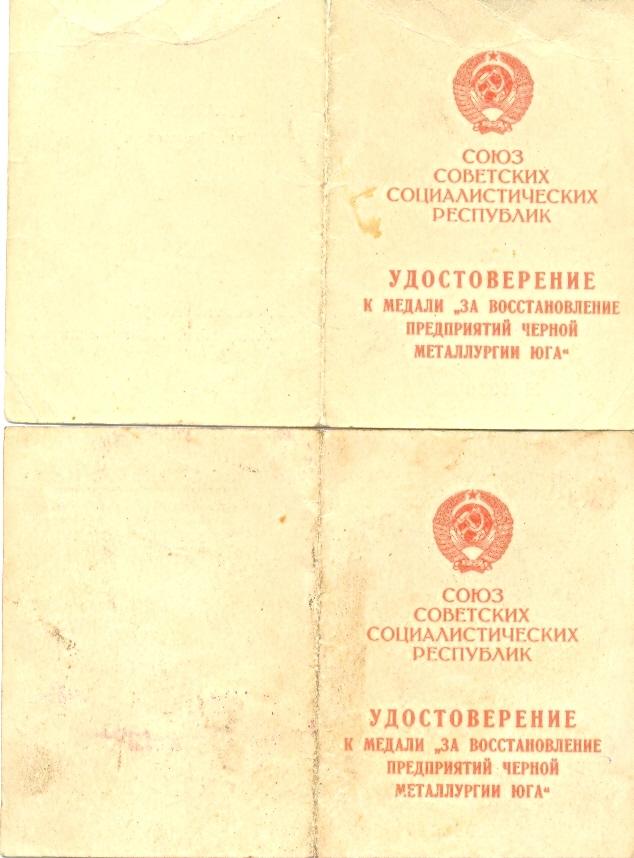 СОЮЗ
СОВЕТСКИХ
СОЦИАЛИСТИЧЕСКИХ
РЕСПУБЛИК
УДОСТОВЕРЕНИЕ
К МЕДАЛИ „ЗА ВОССТАНОВЛЕНИЕ
ПРЕДПРИЯТИЙ ЧЕРНОЙ
МЕТАЛЛУРГИИ ЮГА“
СОЮЗ
СОВЕТСКИХ
СОЦИАЛИСТИЧЕСКИХ
РЕСПУБЛИК
УДОСТОВЕРЕНИЕ
К МЕДАЛИ „ЗА ВОССТАНОВЛЕНИЕ
ПРЕДПРИЯТИЙ ЧЕРНОЙ
МЕТАЛЛУРГИИ ЮГА“